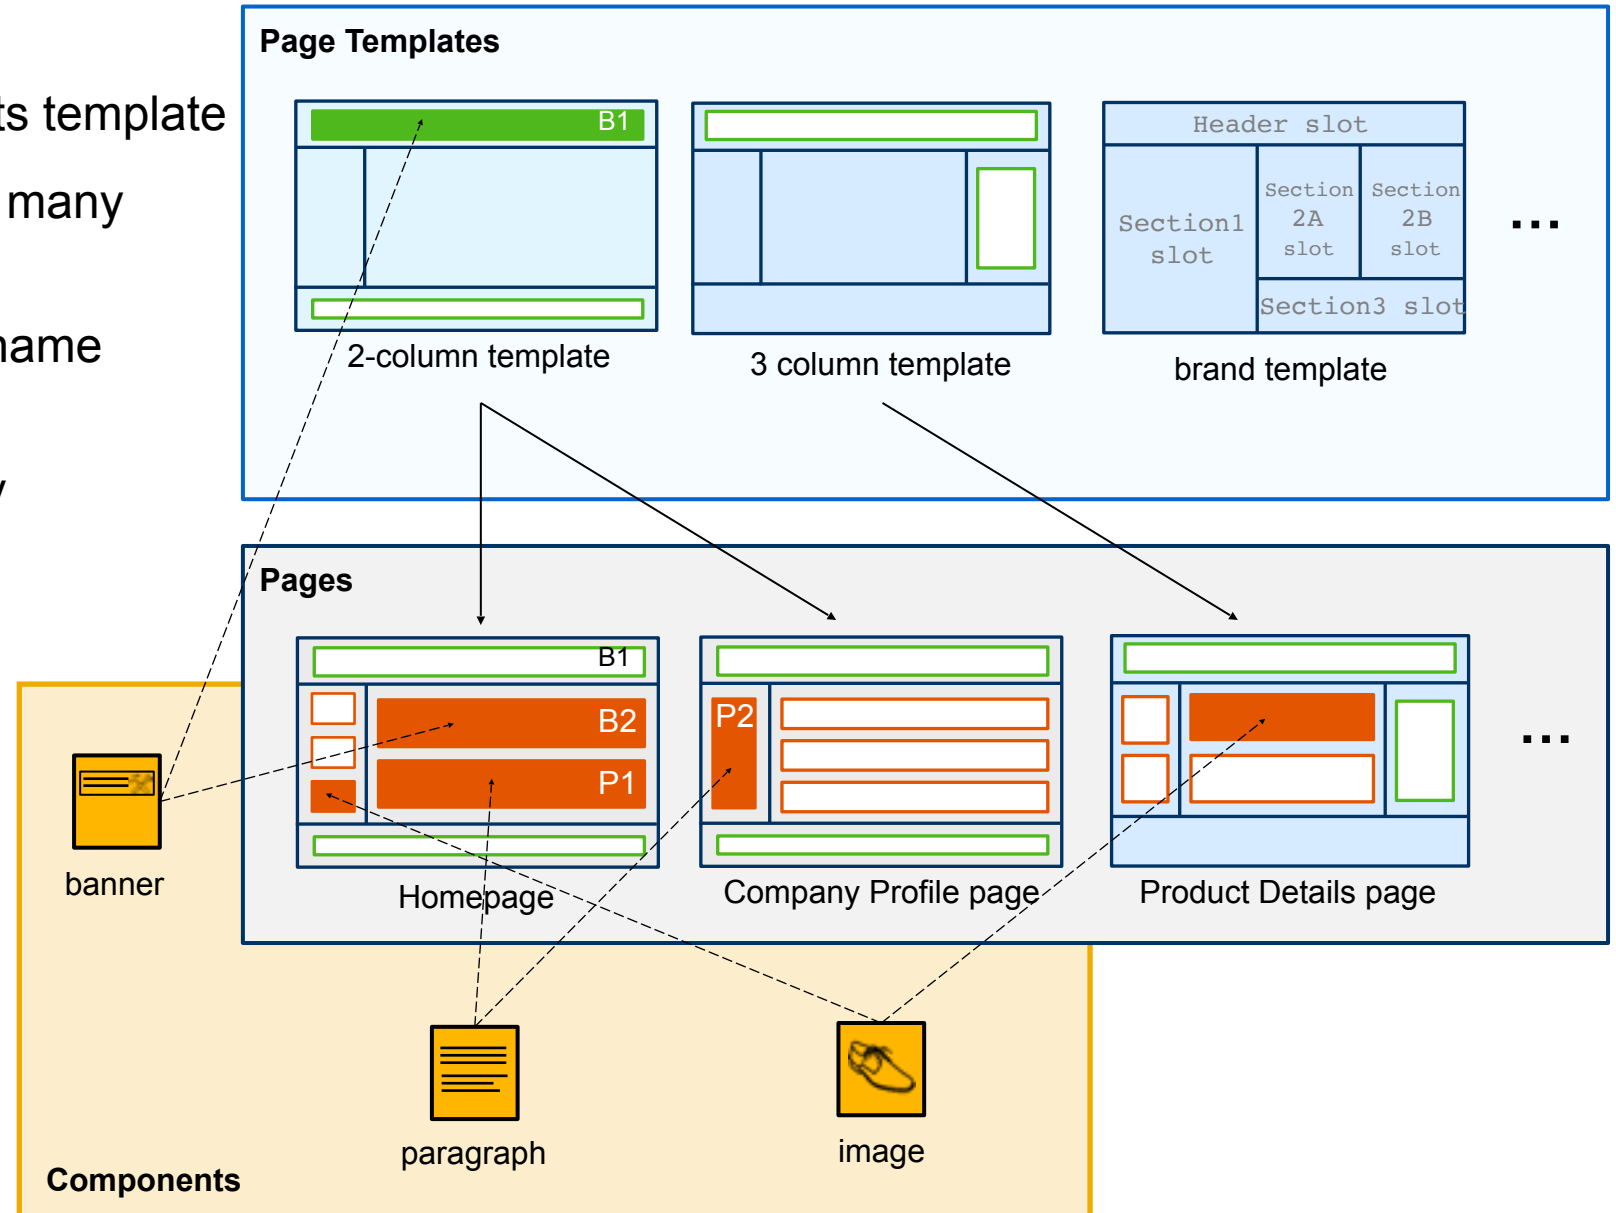 Page Templates
ts template
many
name
B1
Header slot
Section1
slot
Section
2A
slot
Section
2B
slot
Section3 slot
...
2-column template
3 column template
brand template
Pages
B1
B2
P1
P2
...
Homepage
Company Profile page
Product Details page
banner
paragraph
image
Components